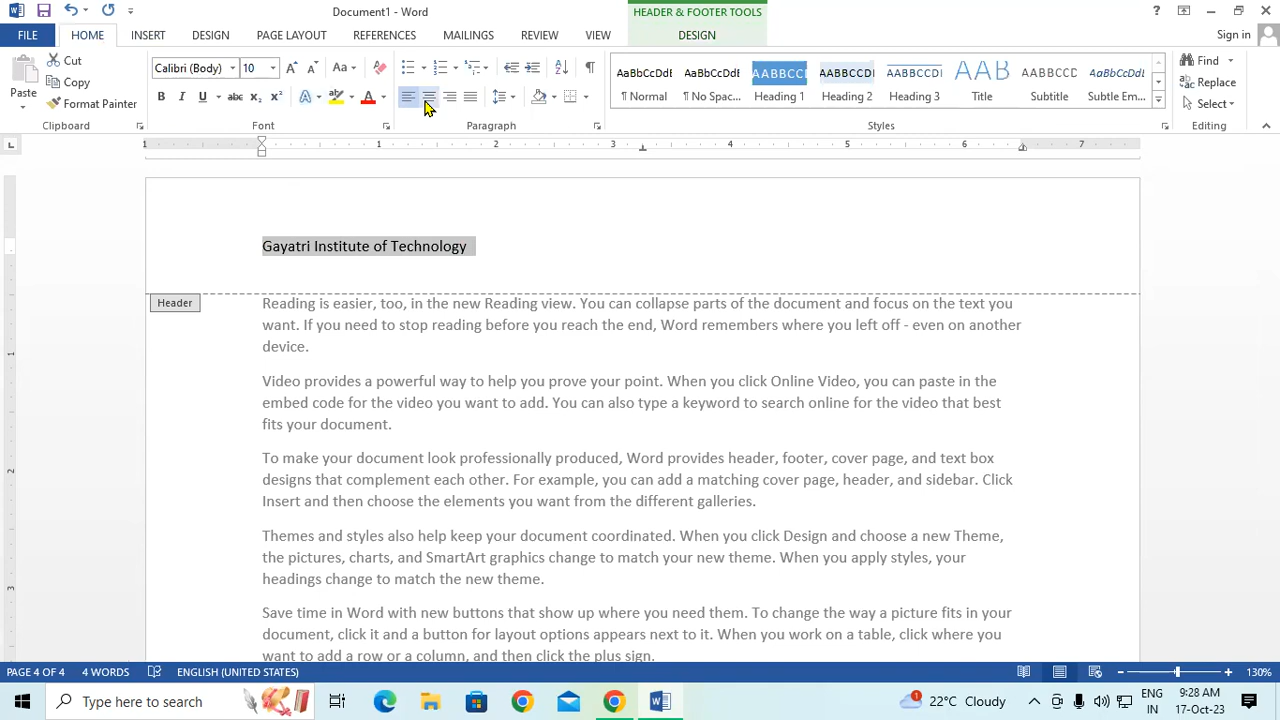 Document1 - Word
HEADER & FOOTER TOOLS
Sign in
FILE HOME INSERT DESIGN PAGE LAYOUT REFERENCES MAILINGS REVIEW VIEW DESIGN
Paste
Cut
Copy
Format Painter
Clipboard
Calibri (Body) 10
Font
Paragraph
AaBbCcDd AaBbCcDd AABBCC AABBCCDE AABBCCDE AAB AABBCCDD AaBbCcDd
¶ Normal ¶ No Spac... Heading 1 Heading 2 Heading 3 Title Subtitle Subtle Em...
Styles
Find
Replace
Select
Editing
1 1 2 3 4 5 6 7
Gayatri Institute of Technology
Header
Reading is easier, too, in the new Reading view. You can collapse parts of the document and focus on the text you
want. If you need to stop reading before you reach the end, Word remembers where you left off - even on another
device.
Video provides a powerful way to help you prove your point. When you click Online Video, you can paste in the
embed code for the video you want to add. You can also type a keyword to search online for the video that best
fits your document.
To make your document look professionally produced, Word provides header, footer, cover page, and text box
designs that complement each other. For example, you can add a matching cover page, header, and sidebar. Click
Insert and then choose the elements you want from the different galleries.
Themes and styles also help keep your document coordinated. When you click Design and choose a new Theme,
the pictures, charts, and SmartArt graphics change to match your new theme. When you apply styles, your
headings change to match the new theme.
Save time in Word with new buttons that show up where you need them. To change the way a picture fits in your
document, click it and a button for layout options appears next to it. When you work on a table, click where you
want to add a row or a column, and then click the plus sign.
1
2
3
PAGE 4 OF 4 4 WORDS ENGLISH (UNITED STATES) 130%
Type here to search
22°C Cloudy
ENG
IN
9:28 AM
17-Oct-23